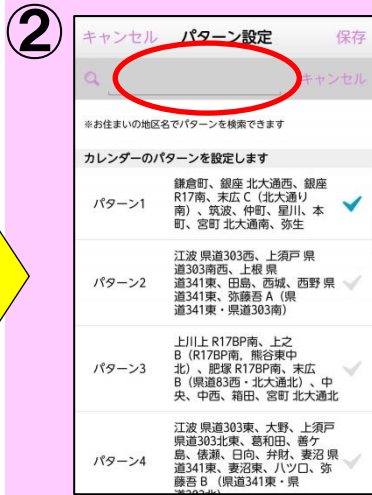 ②
キャンセル パターン設定 保存
キャンセル
※お住まいの地区名でパターンを検索できます
カレンダーのパターンを設定します
パターン1
鎌倉町、銀座 北大通西、銀座
R17南、末広 C（北大通り
南）、筑波、仲町、星川、本
町、宮町 北大通南、弥生
パターン2
江波 県道303西、上須戸 県
道303南西、上根 県
道341東、田島、西城、西野 県
道341東、弥藤吾 A（県
道341東・県道303南）
パターン3
上川上 R17BP南、上之
B（R17BP南，熊谷東中
北）、肥塚 R17BP南、末広
B（県道83西・北大通北）、中
央、中西、箱田、宮町 北大通北
パターン4
江波 県道303東、大野、上須戸
県道303北東、葛和田、善ケ
島、俵瀬、日向、弁財、妻沼 県
道341東、妻沼東、八ツ口、弥
藤吾 B （県道341東・県